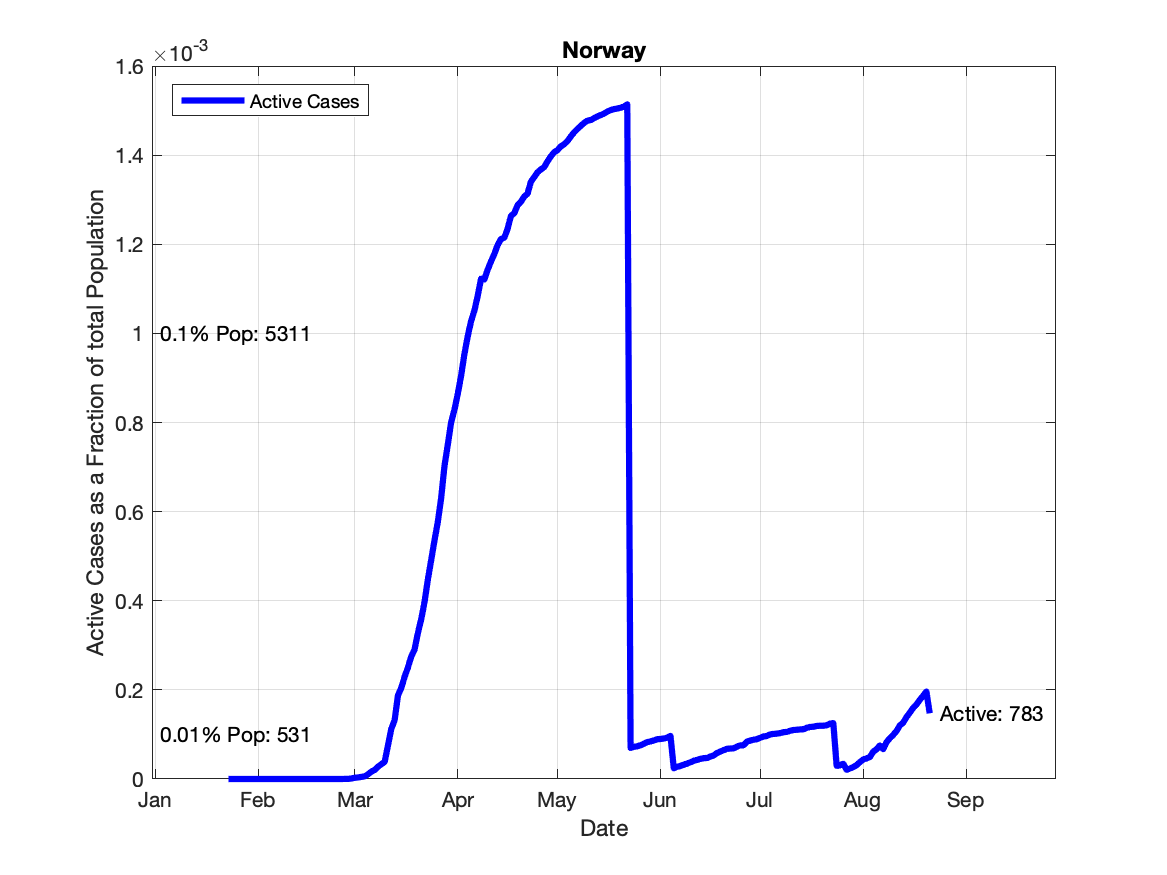 Norway
×10-3
1.6
Active Cases
1.4
1.2
1
0.1% Pop: 5311
0.8
0.6
0.4
0.2
Active: 783
0.01% Pop: 531
0
Jan Feb Mar Apr May Jun Jul Aug Sep
Date
Active Cases as a Fraction of total Population